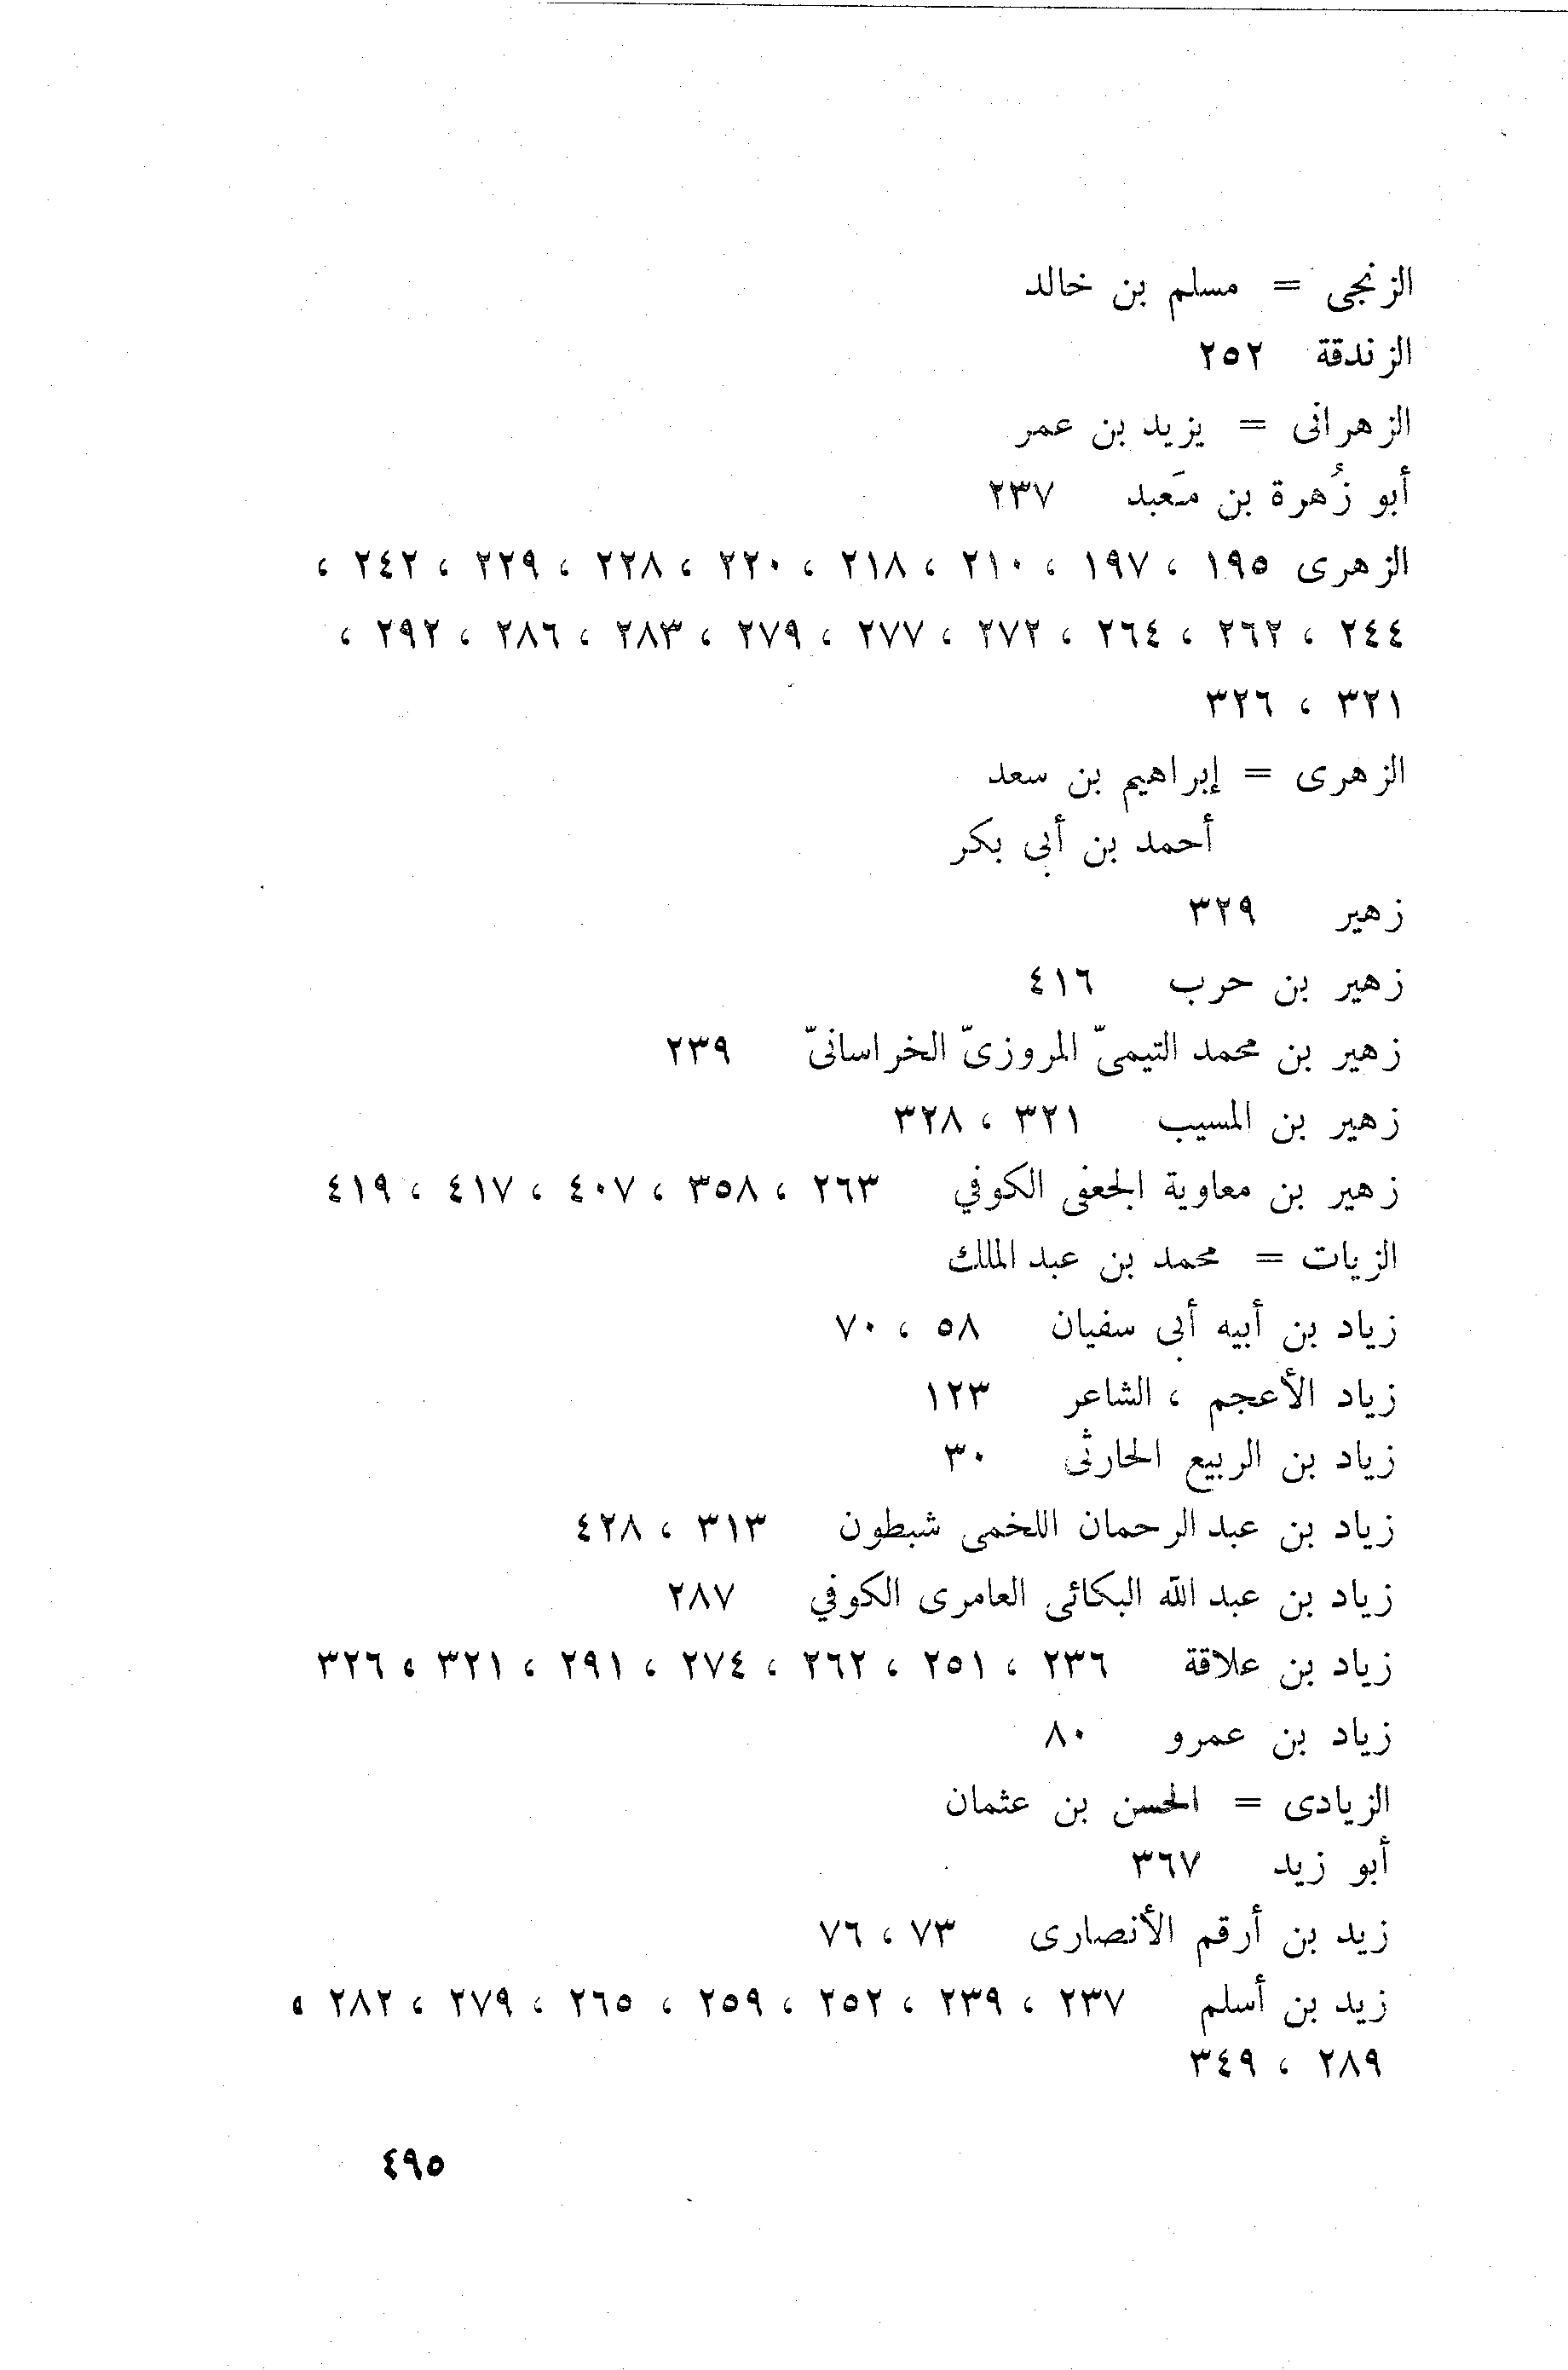 الزنجى = مسلم بن خالد
الزندقة ٢٥٢
الزهرانى = يزيد بن عمر
أبو زُهرة بن مَعبد ٢٣٧
الزهرى ١٩٥ ، ١٩٧ ، ٢١٠ ، ٢١٨ ، ٢٢٠ ، ٢٢٨ ، ٢٢٩ ، ٢٤٢ ،
٢٤٤ ، ٢٦٢ ، ٢٦٤ ، ٢٧٢ ، ٢٧٧ ، ٢٧٩ ، ٢٨٣ ، ٢٨٦ ، ٢٩٢ ،
٣٢١ ، ٣٢٦
الزهرى = إبراهيم بن سعد
أحمد بن أبى بكر
زهير ٣٢٩
زهير بن حرب ٤١٦
زهير بن محمد التيمىّ المروزىّ الخراسانىّ ٢٣٩
زهير بن المسيب ٣٢١ ، ٣٢٨
زهير بن معاوية الجعفى الكوفي ٢٦٣ ، ٣٥٨ ، ٤٠٧ ، ٤١٧ ، ٤١٩
الزيات = محمد بن عبد الملك
زياد بن أبيه أبى سفيان ٥٨ ، ٧٠
زياد الأعجم ، الشاعر ١٢٣
زياد بن الربيع الحارثى ٣٠
زياد بن عبد الرحمان اللخمى شبطون ٣١٣ ، ٤٢٨
زياد بن عبد الله البكائى العامرى الكوفي ٢٨٧
زياد بن علاقة ٢٣٦ ، ٢٥١ ، ٢٦٢ ، ٢٧٤ ، ٢٩١ ، ٣٢١ ، ٣٢٦
زياد بن عمرو ٨٠
الزيادى = الحسن بن عثمان
أبو زيد ٣٦٧
زيد بن أرقم الأنصارى ٧٣ ، ٧٦
زيد بن أسلم ٢٣٧ ، ٢٣٩ ، ٢٥٢ ، ٢٥٩ ، ٢٦٥ ، ٢٧٩ ، ٢٨٢ ،
٢٨٩ ، ٣٤٩
٤٩٥